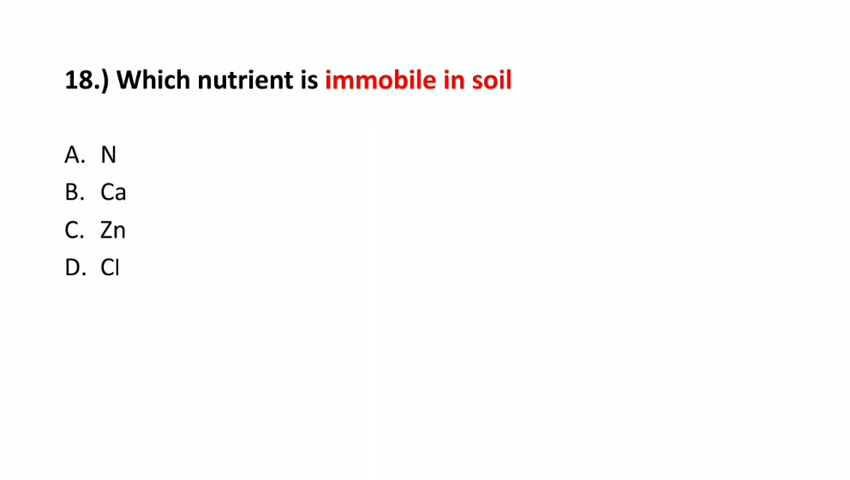 18.) Which nutrient is immobile in soil
A. N
B. Ca
C. Zn
D. Cl